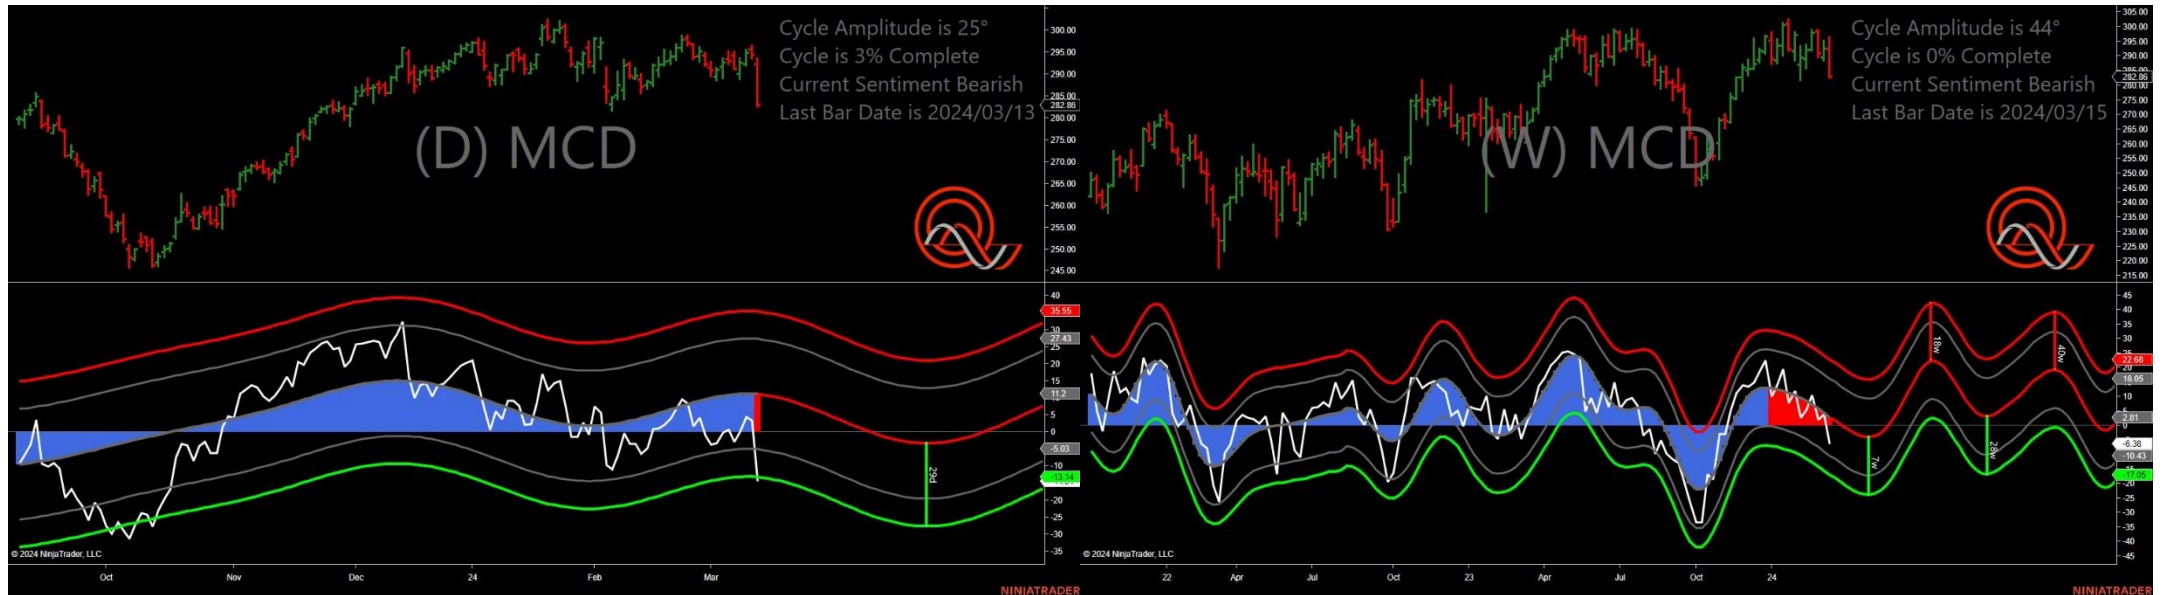 Cycle Amplitude is 25°
Cycle is 3% Complete
Current Sentiment Bearish
Last Bar Date is 2024/03/13
(D) MCD
300.00
295.00
290.00
285.00
282.86
280.00
275.00
270.00
265.00
260.00
255.00
250.00
245.00
40
35.55
30
27.43
25
20
15
11.2
5
0
-5.03
-10
-13.14
-20
-25
-30
-35
29d
© 2024 NinjaTrader, LLC
Oct
Nov
Dec
24
Feb
Mar
NINJATRADER
Cycle Amplitude is 44°
Cycle is 0% Complete
Current Sentiment Bearish
Last Bar Date is 2024/03/15
(W) MCD
305.00
300.00
295.00
290.00
282.86
275.00
270.00
265.00
260.00
255.00
250.00
245.00
240.00
235.00
230.00
225.00
220.00
215.00
45
40
35
30
25
22.68
16.05
10
5
2.81
0
-6.38
-10.43
-17.05
-20
-25
-30
-35
-40
-45
18w
40w
7w
28w
© 2024 NinjaTrader, LLC
22
Apr
Jul
Oct
23
Apr
Jul
Oct
24
NINJATRADER